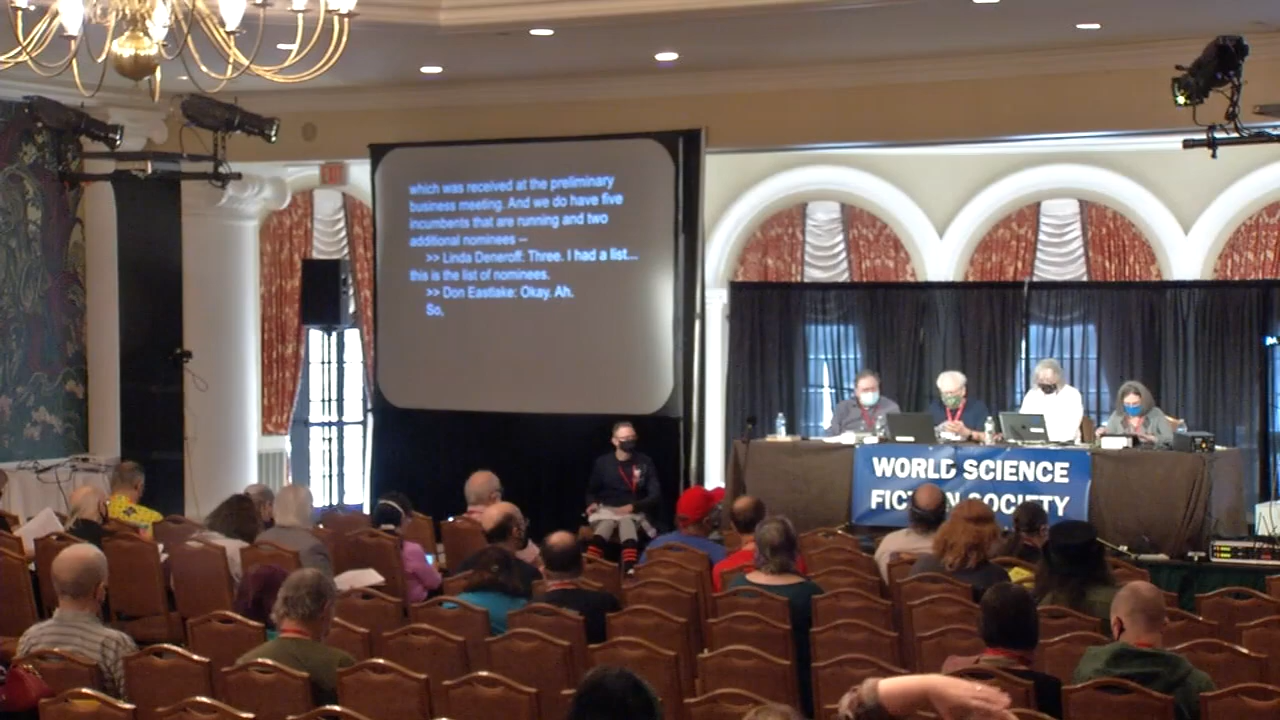 which was received at the preliminary
business meeting. And we do have five
incumbents that are running and two
additional nominees --
>> Linda Deneroff: Three. I had a list...
this is the list of nominees.
>> Don Eastlake: Okay. Ah.
So,
WORLD SCIENCE
FICTION SOCIETY